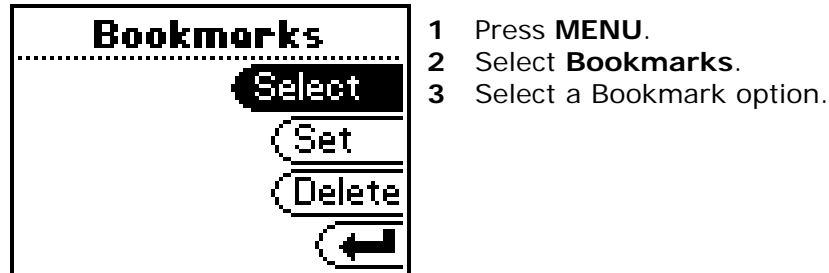 Bookmarks
Select
Set
Delete
1 Press MENU.
2 Select Bookmarks.
3 Select a Bookmark option.